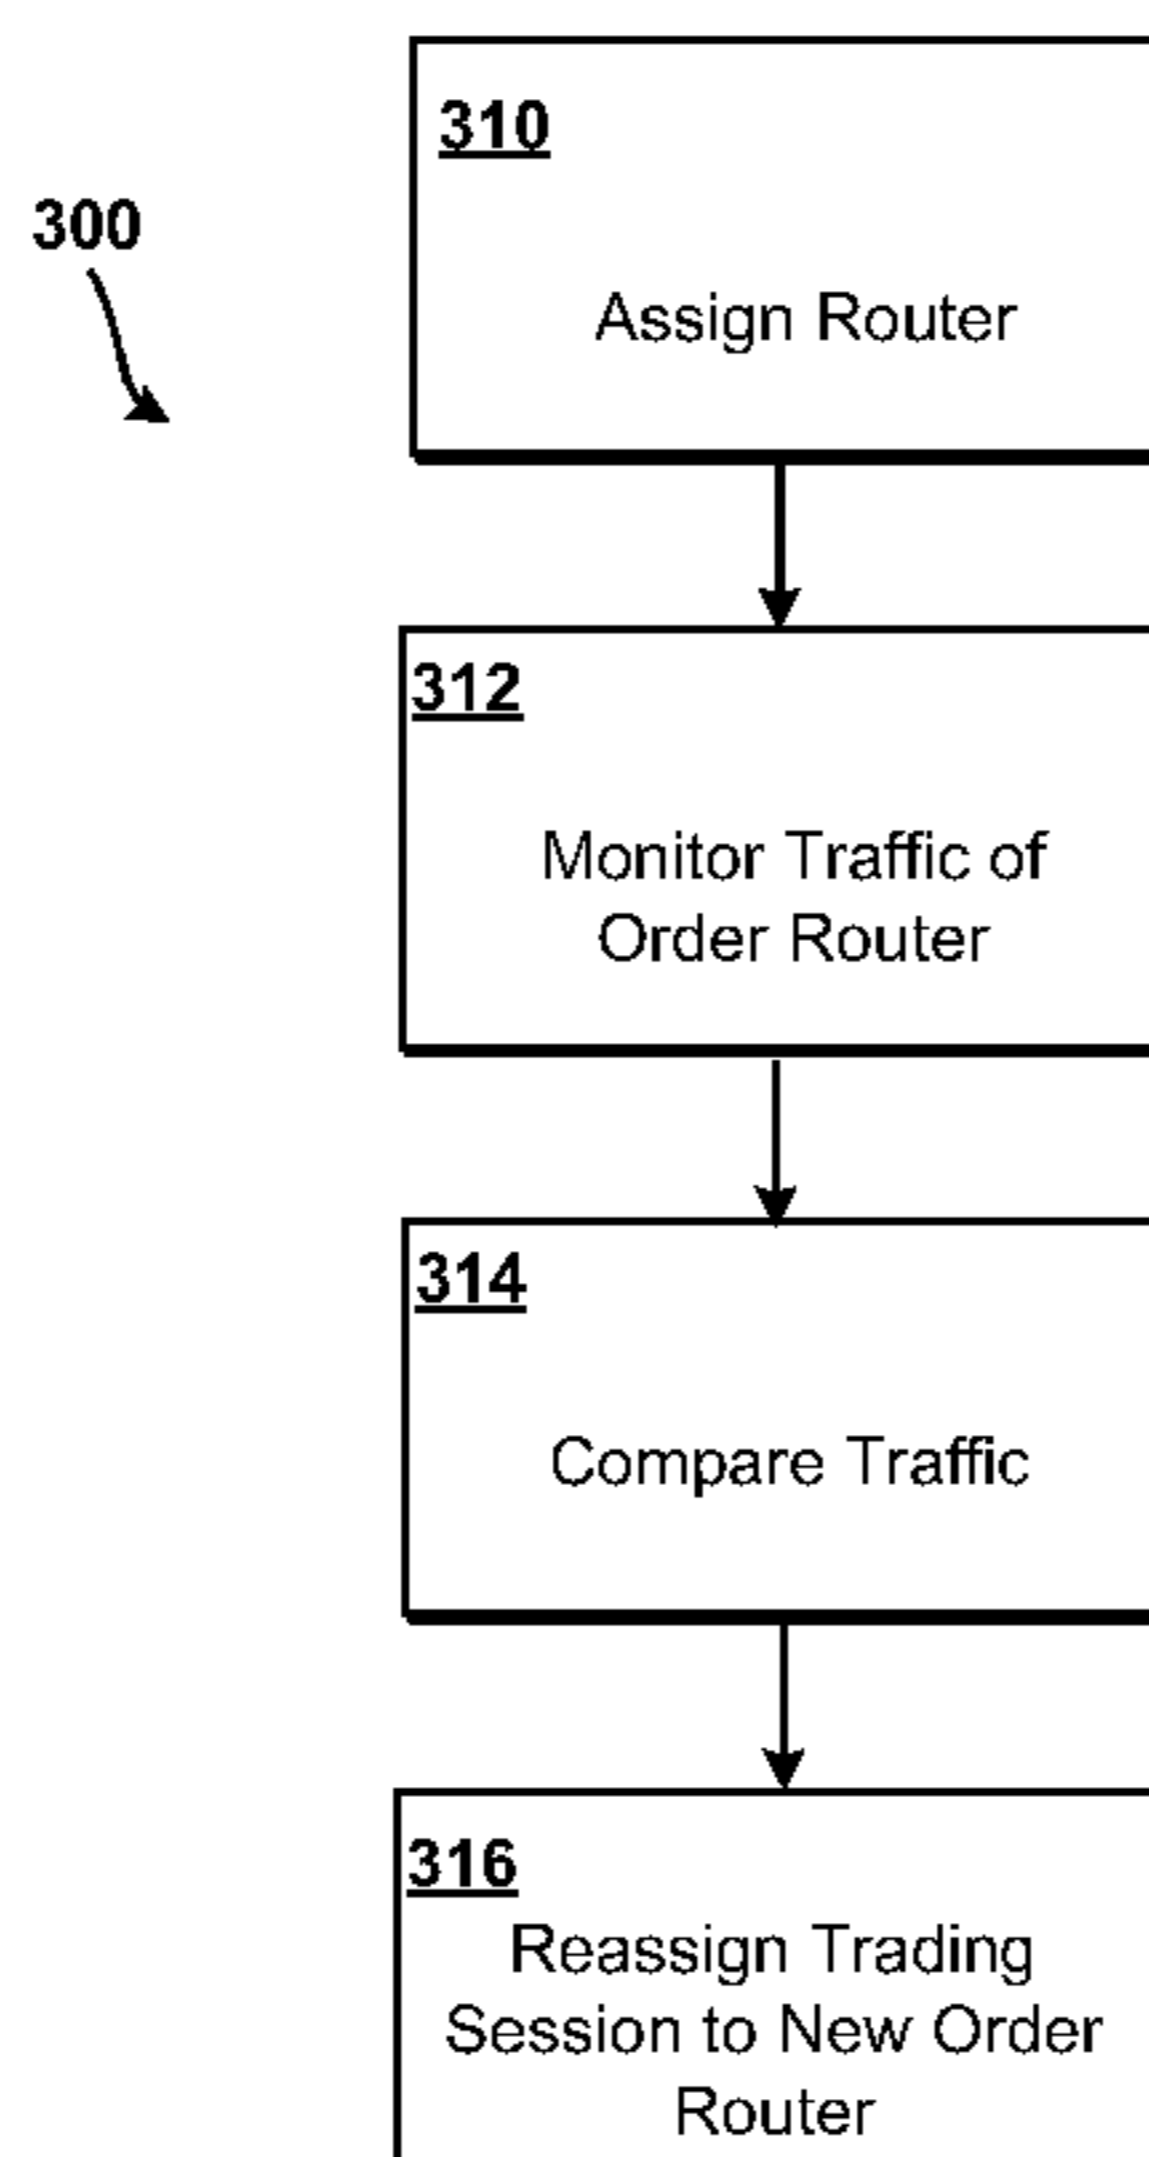 310
300
Assign Router
312
Monitor Traffic of
Order Router
314
Compare Traffic
316
Reassign Trading
Session to New Order
Router